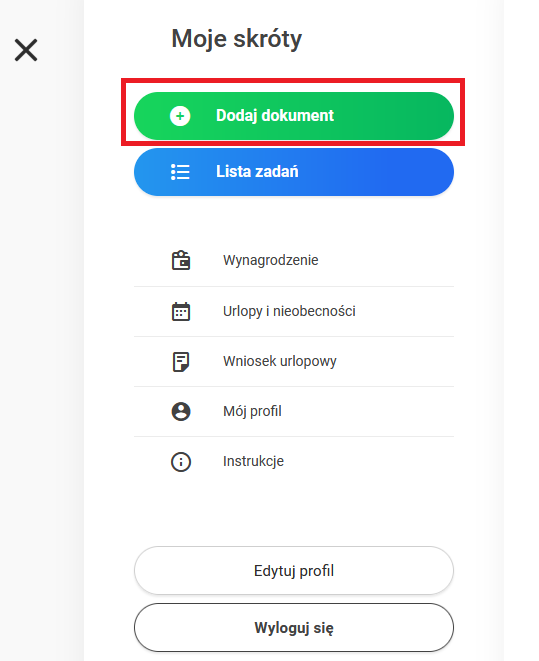 Moje skróty
Dodaj dokument
Lista zadań
Wynagrodzenie
Urlopy i nieobecności
Wniosek urlopowy
Mój profil
Instrukcje
Edytuj profil
Wyloguj się